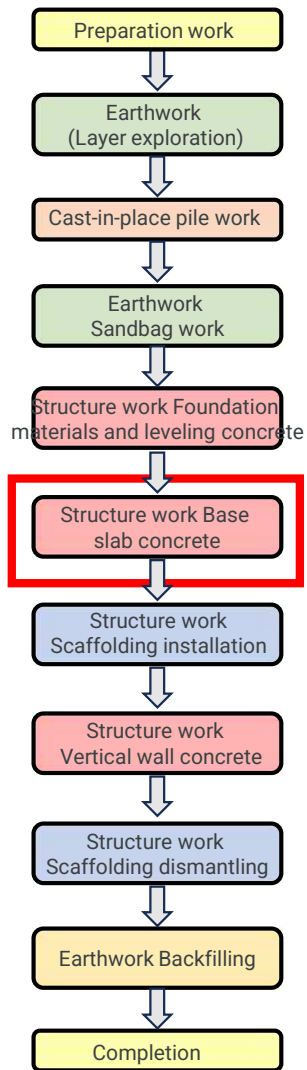 Preparation work
Earthwork
(Layer exploration)
Cast-in-place pile work
Earthwork
Sandbag work
Structure work Foundation
materials and leveling concrete
Structure work Base
slab concrete
Structure work
Scaffolding installation
Structure work
Vertical wall concrete
Structure work
Scaffolding dismantling
Earthwork Backfilling
Completion